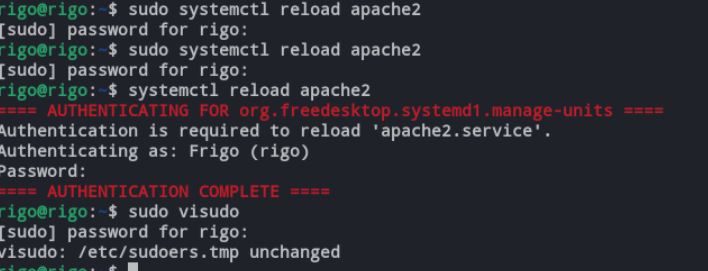 rigo@rigo:~$ sudo systemctl reload apache2
[sudo] password for rigo:
rigo@rigo:~$ sudo systemctl reload apache2
[sudo] password for rigo:
rigo@rigo:~$ systemctl reload apache2
==== AUTHENTICATING FOR org.freedesktop.systemd1.manage-units ====
Authentication is required to reload 'apache2.service'.
Authenticating as: Frigo (rigo)
Password:
==== AUTHENTICATION COMPLETE ====
rigo@rigo:~$ sudo visudo
[sudo] password for rigo:
visudo: /etc/sudoers.tmp unchanged
rigo@rigo:~$